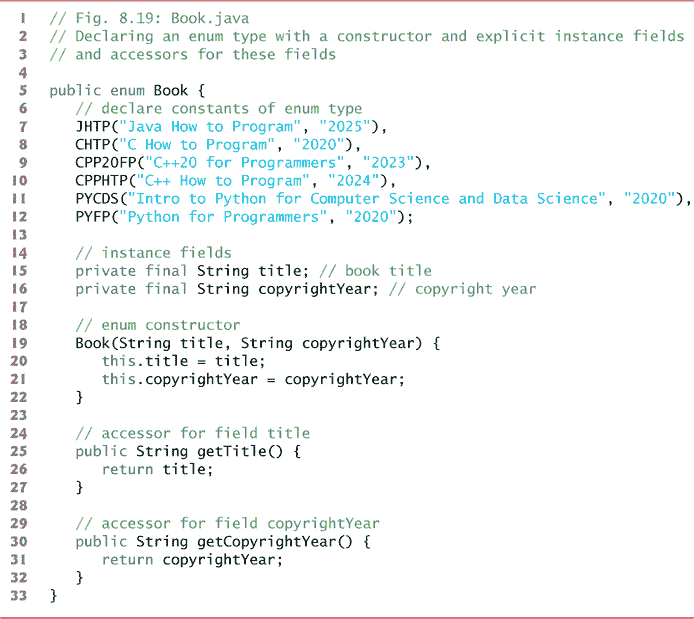 1 // Fig. 8.19: Book.java
2 // Declaring an enum type with a constructor and explicit instance fields
3 // and accessors for these fields
4
5 public enum Book {
6 // declare constants of enum type
7 JHTP("Java How to Program", "2025"),
8 CHTP("C How to Program", "2020"),
9 CPP20FP("C++20 for Programmers", "2023"),
10 CPPHTP("C++ How to Program", "2024"),
11 PYCDS("Intro to Python for Computer Science and Data Science", "2020"),
12 PYFP("Python for Programmers", "2020");
13
14 // instance fields
15 private final String title; // book title
16 private final String copyrightYear; // copyright year
17
18 // enum constructor
19 Book(String title, String copyrightYear) {
20 this.title = title;
21 this.copyrightYear = copyrightYear;
22 }
23
24 // accessor for field title
25 public String getTitle() {
26 return title;
27 }
28
29 // accessor for field copyrightYear
30 public String getCopyrightYear() {
31 return copyrightYear;
32 }
33 }